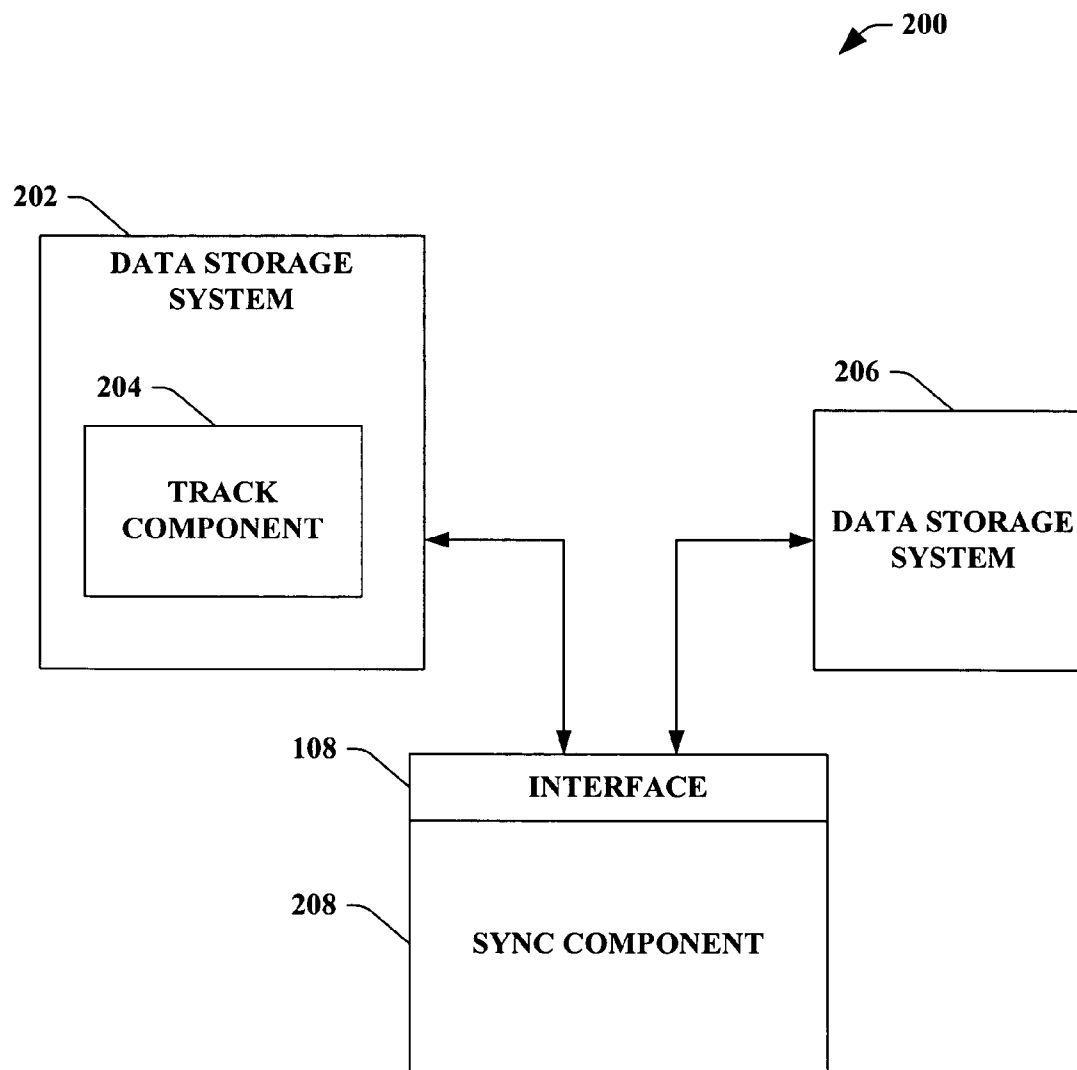 200
202
DATA STORAGE
SYSTEM
204
TRACK
COMPONENT
206
DATA STORAGE
SYSTEM
108
INTERFACE
208
SYNC COMPONENT